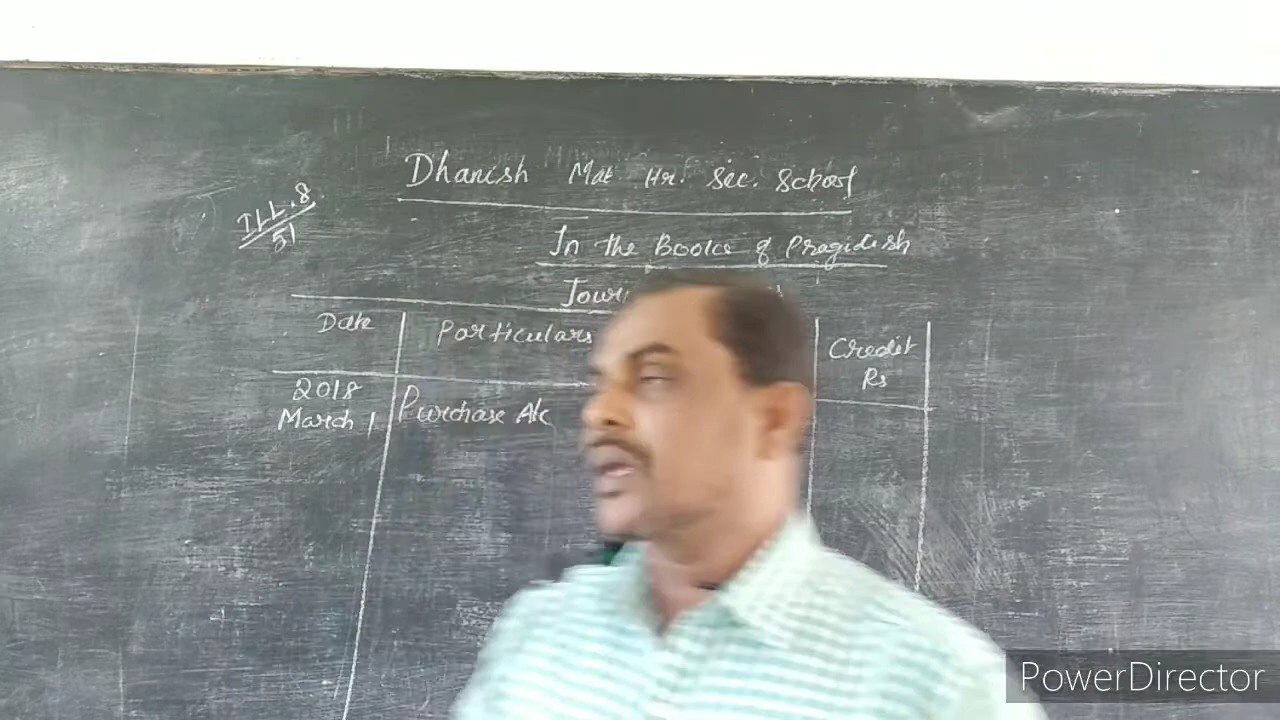 Dhanish Mat Hr. Sec. School
ILL. 8
51
In the Books of Pragidesh
Date
Particulars
Credit
Rs
2018
March 1
Purchase A/c
PowerDirector